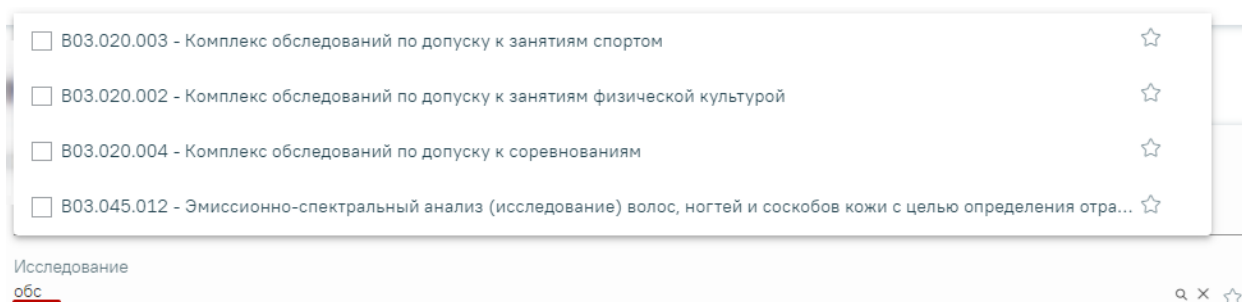 B03.020.003 - Комплекс обследований по допуску к занятиям спортом
B03.020.002 - Комплекс обследований по допуску к занятиям физической культурой
B03.020.004 - Комплекс обследований по допуску к соревнованиям
B03.045.012 - Эмиссионно-спектральный анализ (исследование) волос, ногтей и соскобов кожи с целью определения отра...
Исследование
обс